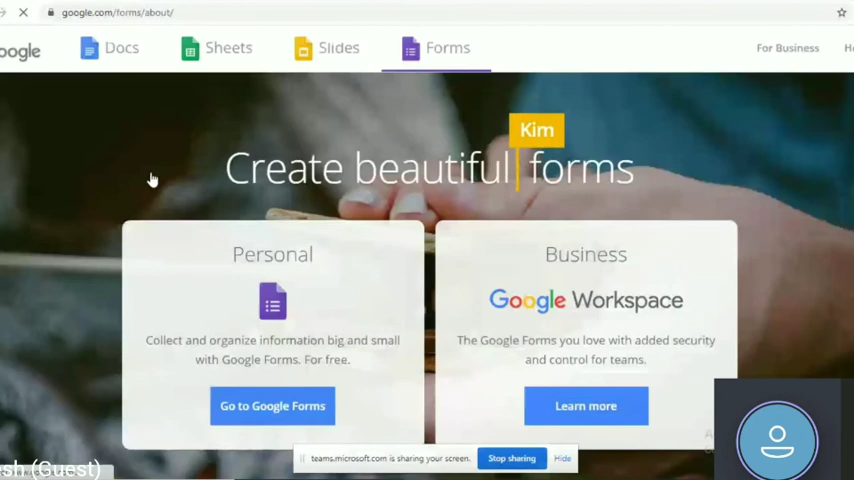 google.com/forms/about/
oogle Docs Sheets Slides Forms For Business
Kim
Create beautiful forms
Personal
Collect and organize information big and small
with Google Forms. For free.
Go to Google Forms
Business
Google Workspace
The Google Forms you love with added security
and control for teams.
Learn more
teams.microsoft.com is sharing your screen. Stop sharing Hide
esh (Guest)